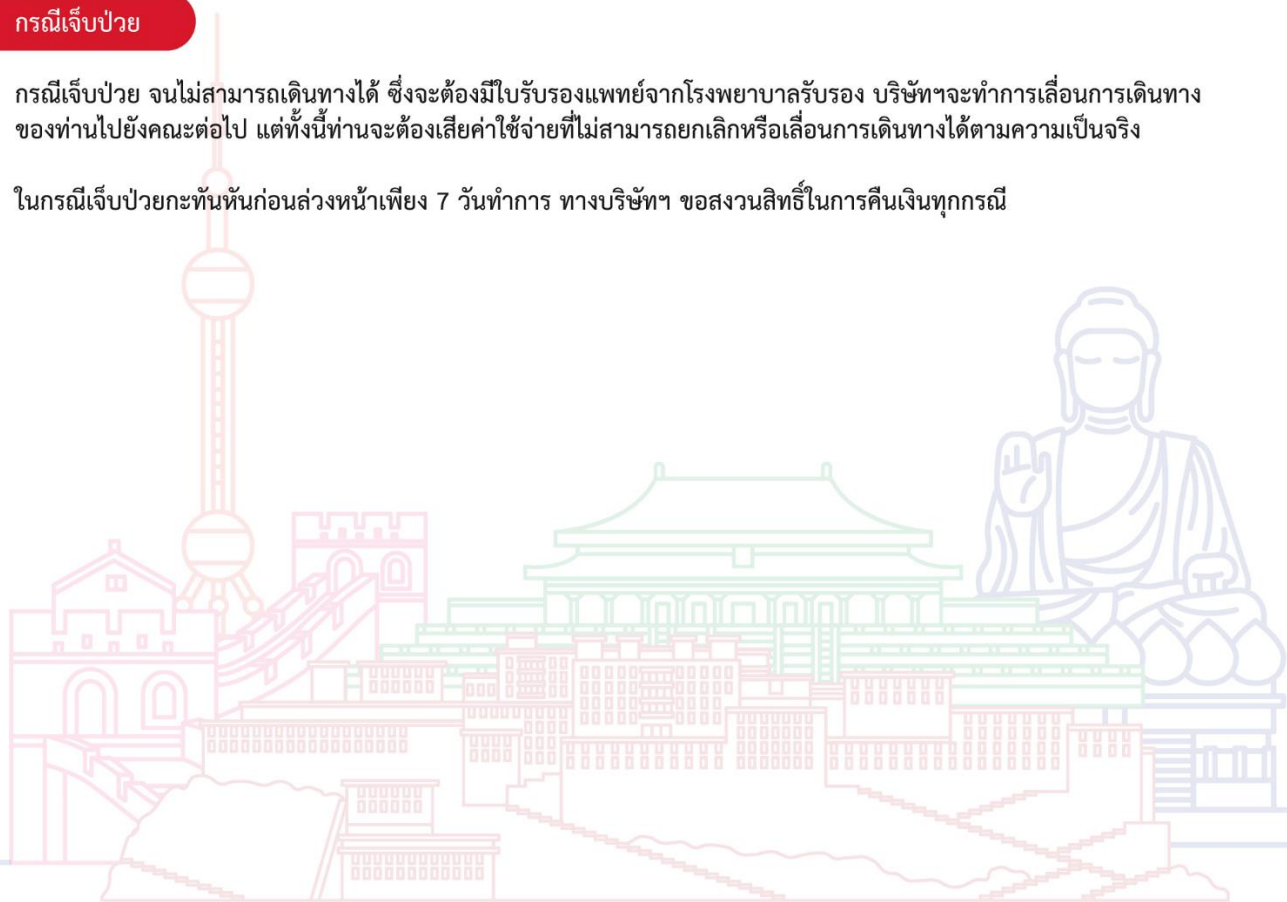 กรณีเจ็บป่วย
กรณีเจ็บป่วย จนไม่สามารถเดินทางได้ ซึ่งจะต้องมีใบรับรองแพทย์จากโรงพยาบาลรับรอง บริษัทฯจะทำการเลื่อนการเดินทาง
ของท่านไปยังคณะต่อไป แต่ทั้งนี้ท่านจะต้องเสียค่าใช้จ่ายที่ไม่สามารถยกเลิกหรือเลื่อนการเดินทางได้ตามความเป็นจริง
ในกรณีเจ็บป่วยกะทันหันก่อนล่วงหน้าเพียง 7 วันทำการ ทางบริษัทฯ ขอสงวนสิทธิ์ในการคืนเงินทุกกรณี